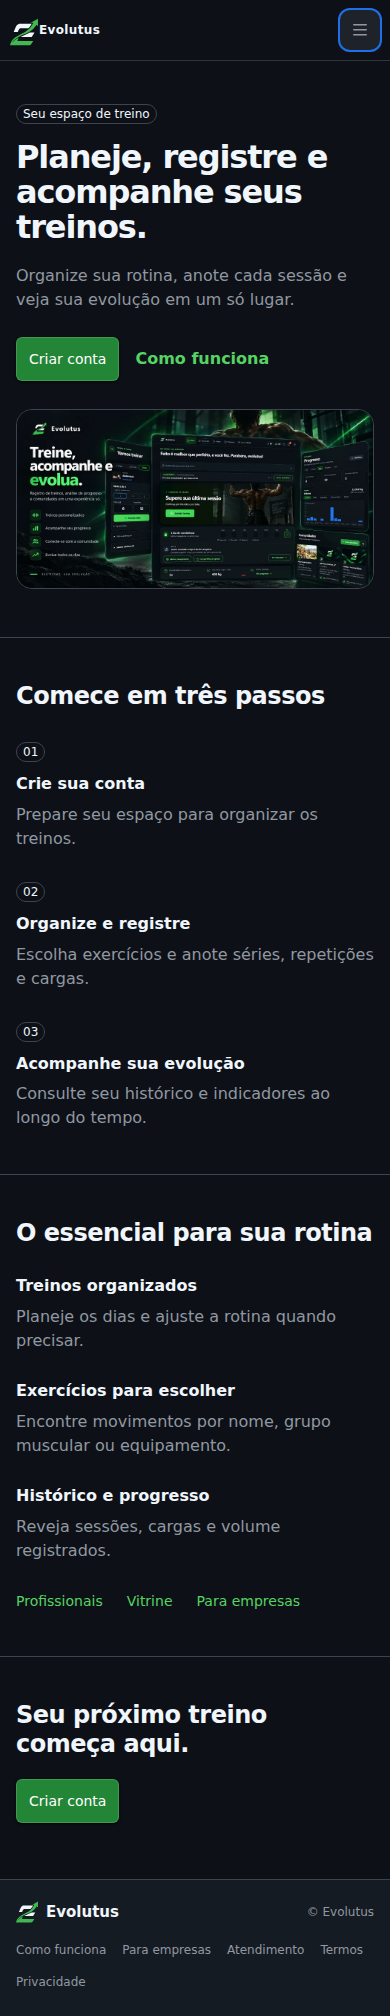 Evolutus
Seu espaço de treino
Planeje, registre e
acompanhe seus
treinos.
Organize sua rotina, anote cada sessão e
veja sua evolução em um só lugar.
Criar conta
Como funciona
Evolutus
Treine,
acompanhe e
evolua.
Supere sua última sessão
Comece em três passos
01
Crie sua conta
Prepare seu espaço para organizar os
treinos.
02
Organize e registre
Escolha exercícios e anote séries, repetições
e cargas.
03
Acompanhe sua evolução
Consulte seu histórico e indicadores ao
longo do tempo.
O essencial para sua rotina
Treinos organizados
Planeje os dias e ajuste a rotina quando
precisar.
Exercícios para escolher
Encontre movimentos por nome, grupo
muscular ou equipamento.
Histórico e progresso
Reveja sessões, cargas e volume
registrados.
Profissionais Vitrine Para empresas
Seu próximo treino
começa aqui.
Criar conta
Evolutus
© Evolutus
Como funciona Para empresas Atendimento Termos
Privacidade